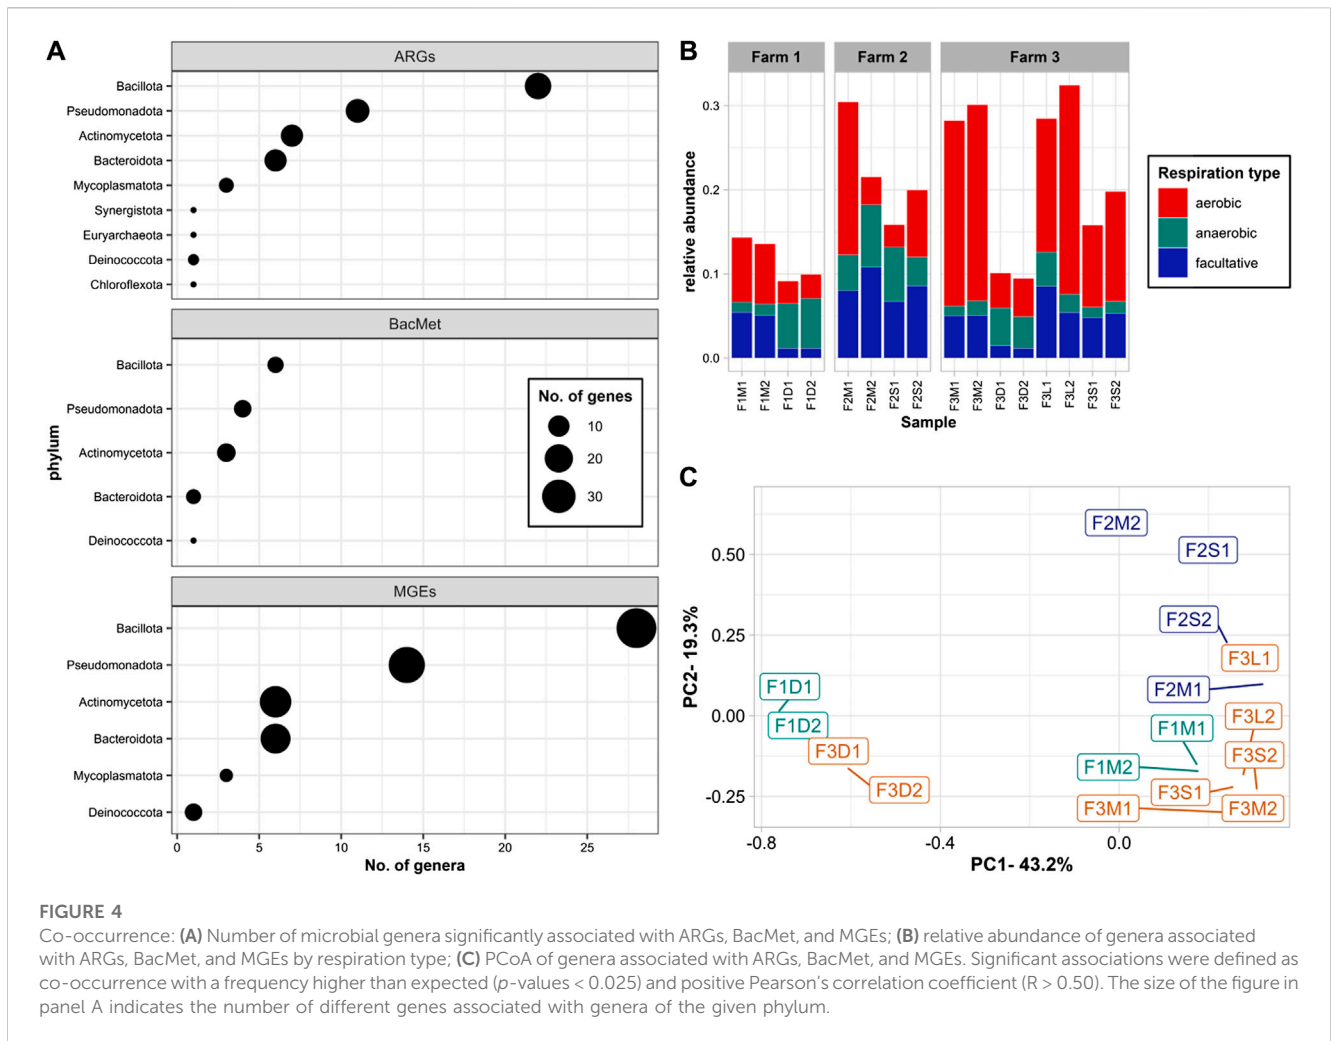 A
ARGs
Bacillota
Pseudomonadota
Actinomycetota
Bacteroidota
Mycoplasmatota
Synergistota
Euryarchaeota
Deinococcota
Chloroflexota
BacMet
Bacillota
Pseudomonadota
Actinomycetota
Bacteroidota
Deinococcota
phylum
No. of genes
10
20
30
MGEs
Bacillota
Pseudomonadota
Actinomycetota
Bacteroidota
Mycoplasmatota
Deinococcota
0 5 10 15 20 25
No. of genera
B
Farm 1 Farm 2 Farm 3
relative abundance
0.3
0.2
0.1
0.0
F1M1 F1M2 F1D1 F1D2 F2M1 F2M2 F2S1 F2S2 F3M1 F3M2 F3D1 F3D2 F3L1 F3L2 F3S1 F3S2
Sample
Respiration type
aerobic
anaerobic
facultative
C
PC2- 19.3%
0.50
0.25
0.00
-0.25
F2M2
F2S1
F2S2
F3L1
F1D1
F2M1
F1D2
F1M1
F3L2
F3D1
F3S2
F1M2
F3D2
F3S1
F3M1
F3M2
-0.8 -0.4 0.0
PC1- 43.2%
FIGURE 4
Co-occurrence: (A) Number of microbial genera significantly associated with ARGs, BacMet, and MGEs; (B) relative abundance of genera associated
with ARGs, BacMet, and MGEs by respiration type; (C) PCoA of genera associated with ARGs, BacMet, and MGEs. Significant associations were defined as
co-occurrence with a frequency higher than expected (p-values < 0.025) and positive Pearson's correlation coefficient (R > 0.50). The size of the figure in
panel A indicates the number of different genes associated with genera of the given phylum.